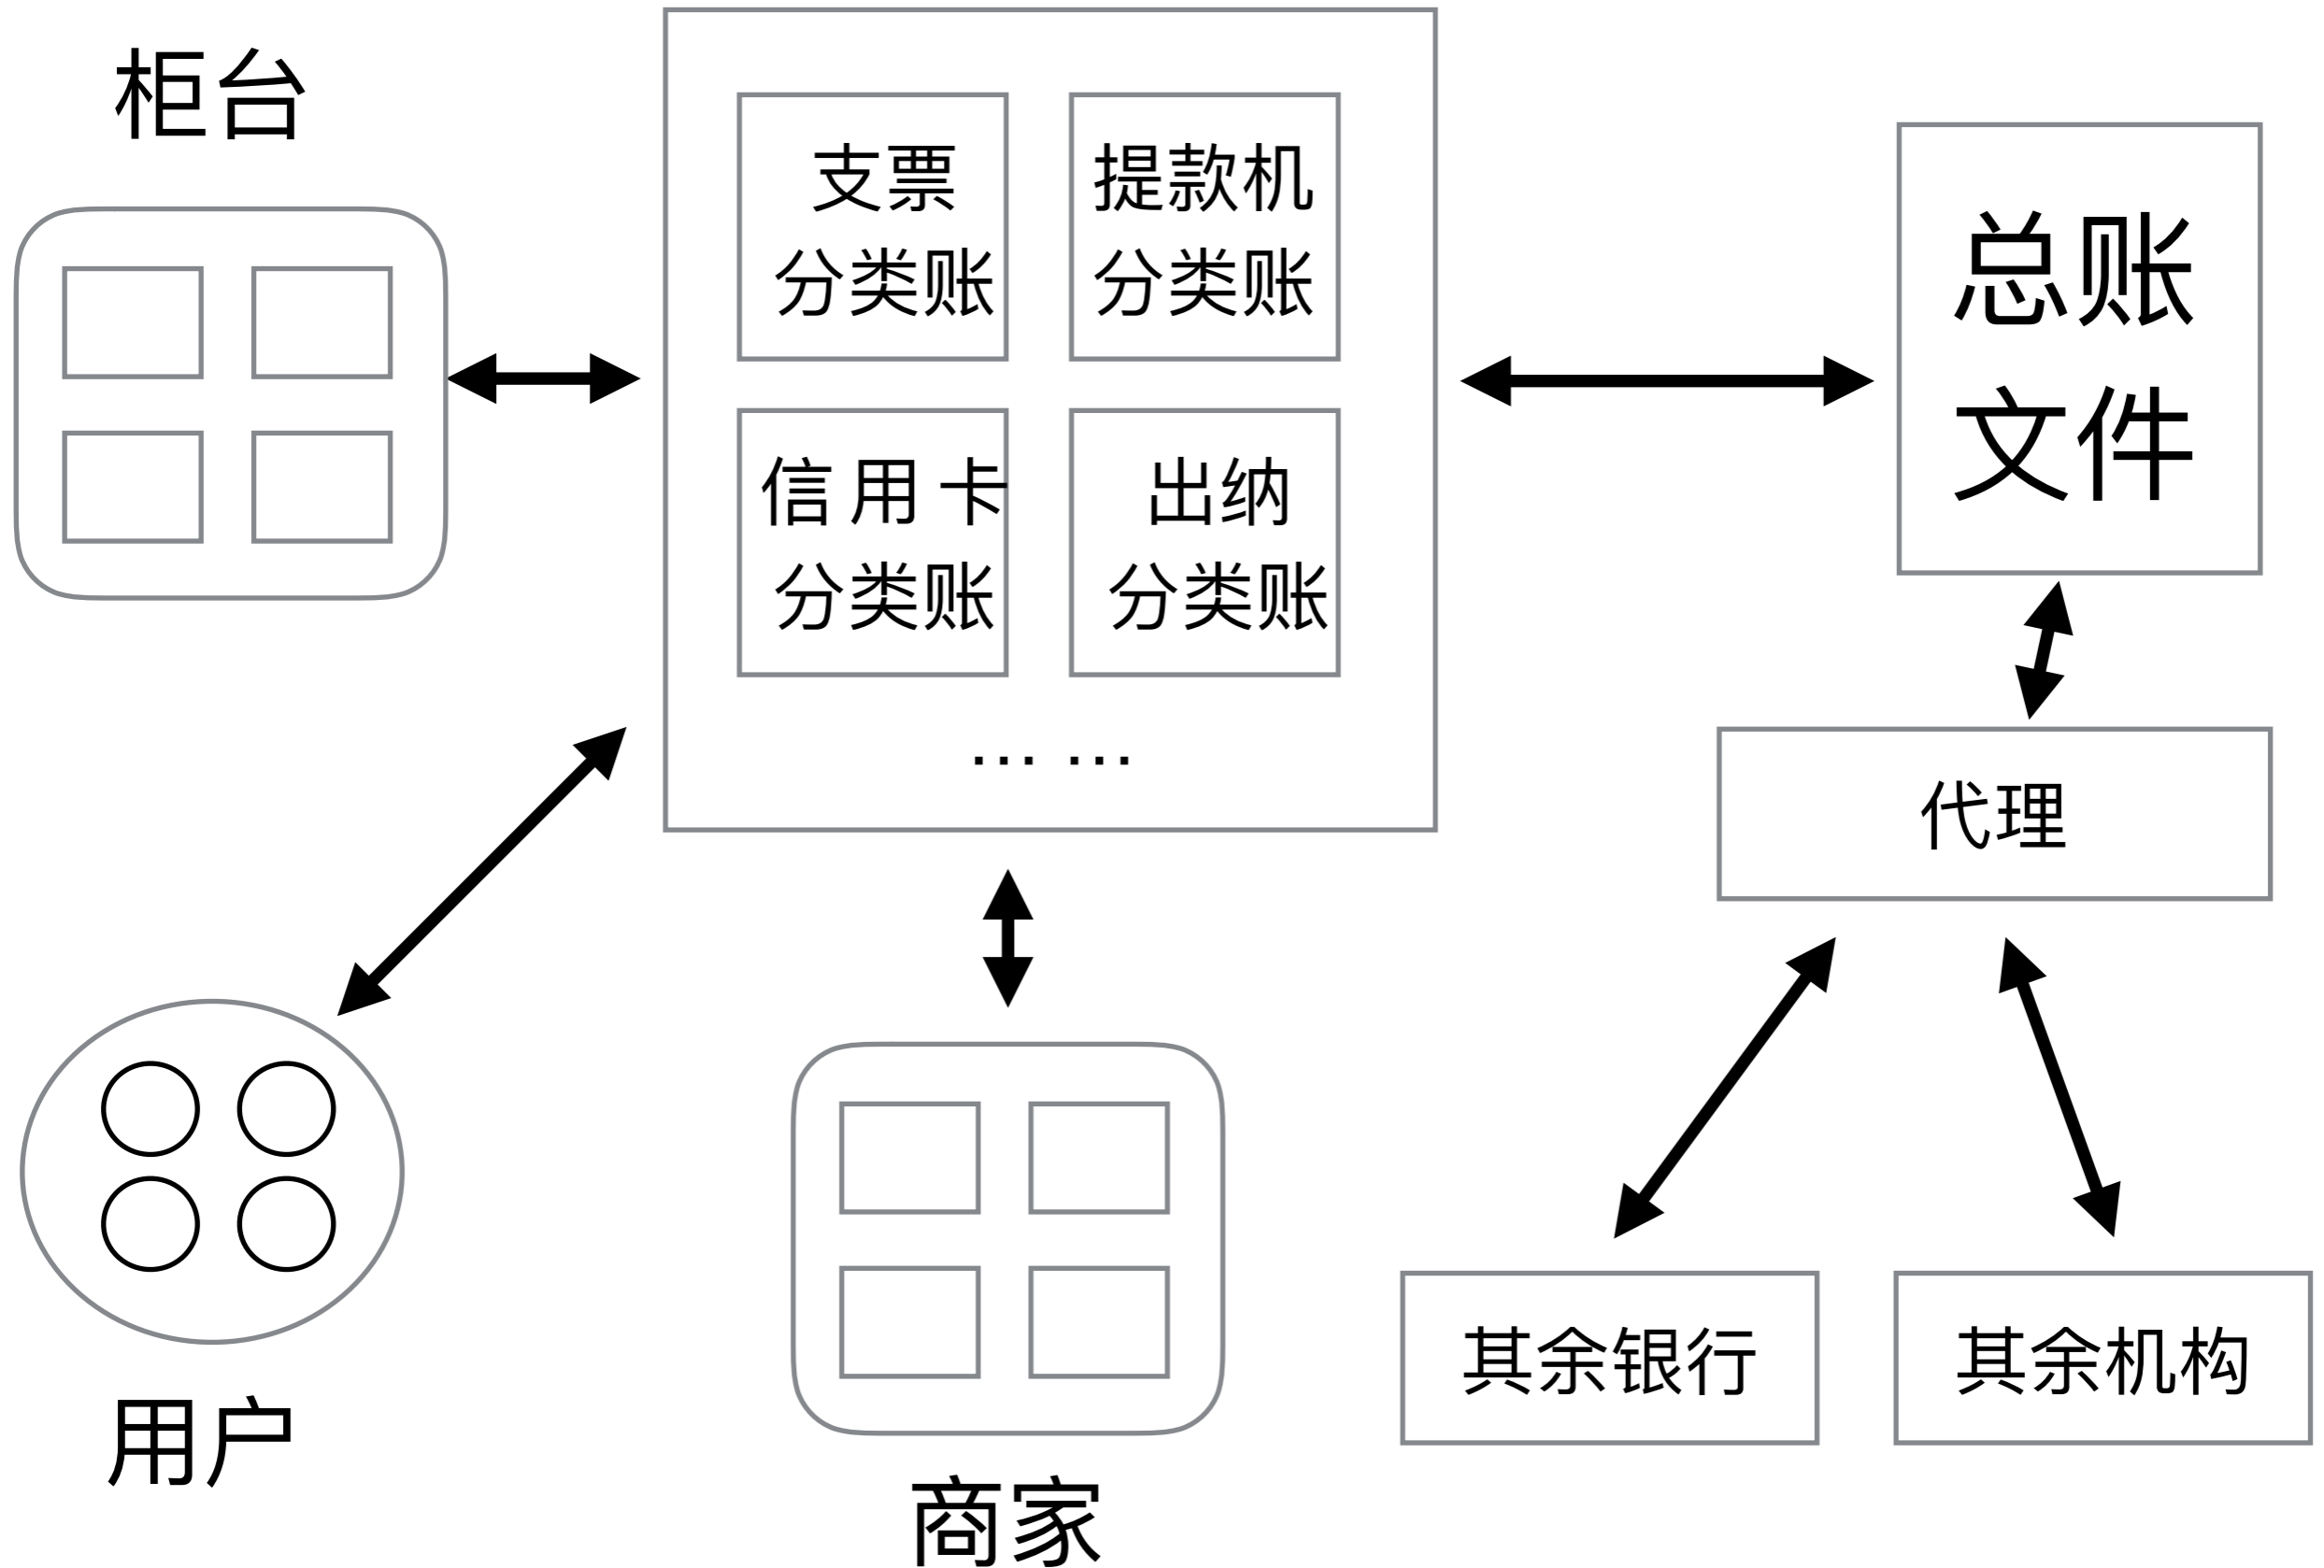 柜台
支票
分类账
提款机
分类账
信用卡
分类账
出纳
分类账
……
总账
文件
代理
其余银行
其余机构
用户
商家